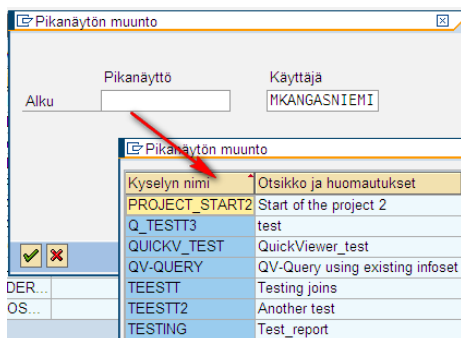 Pikanäytön muunto
Pikanäyttö Käyttäjä
Alku MKANGASNIEMI
Pikanäytön muunto
Kyselyn nimi Otsikko ja huomautukset
PROJECT_START2 Start of the project 2
Q_TESTT3 test
QUICKV_TEST QuickViewer_test
QV-QUERY QV-Query using existing infoset
TEESTT Testing joins
TEESTT2 Another test
TESTING Test_report
DER...
OS...